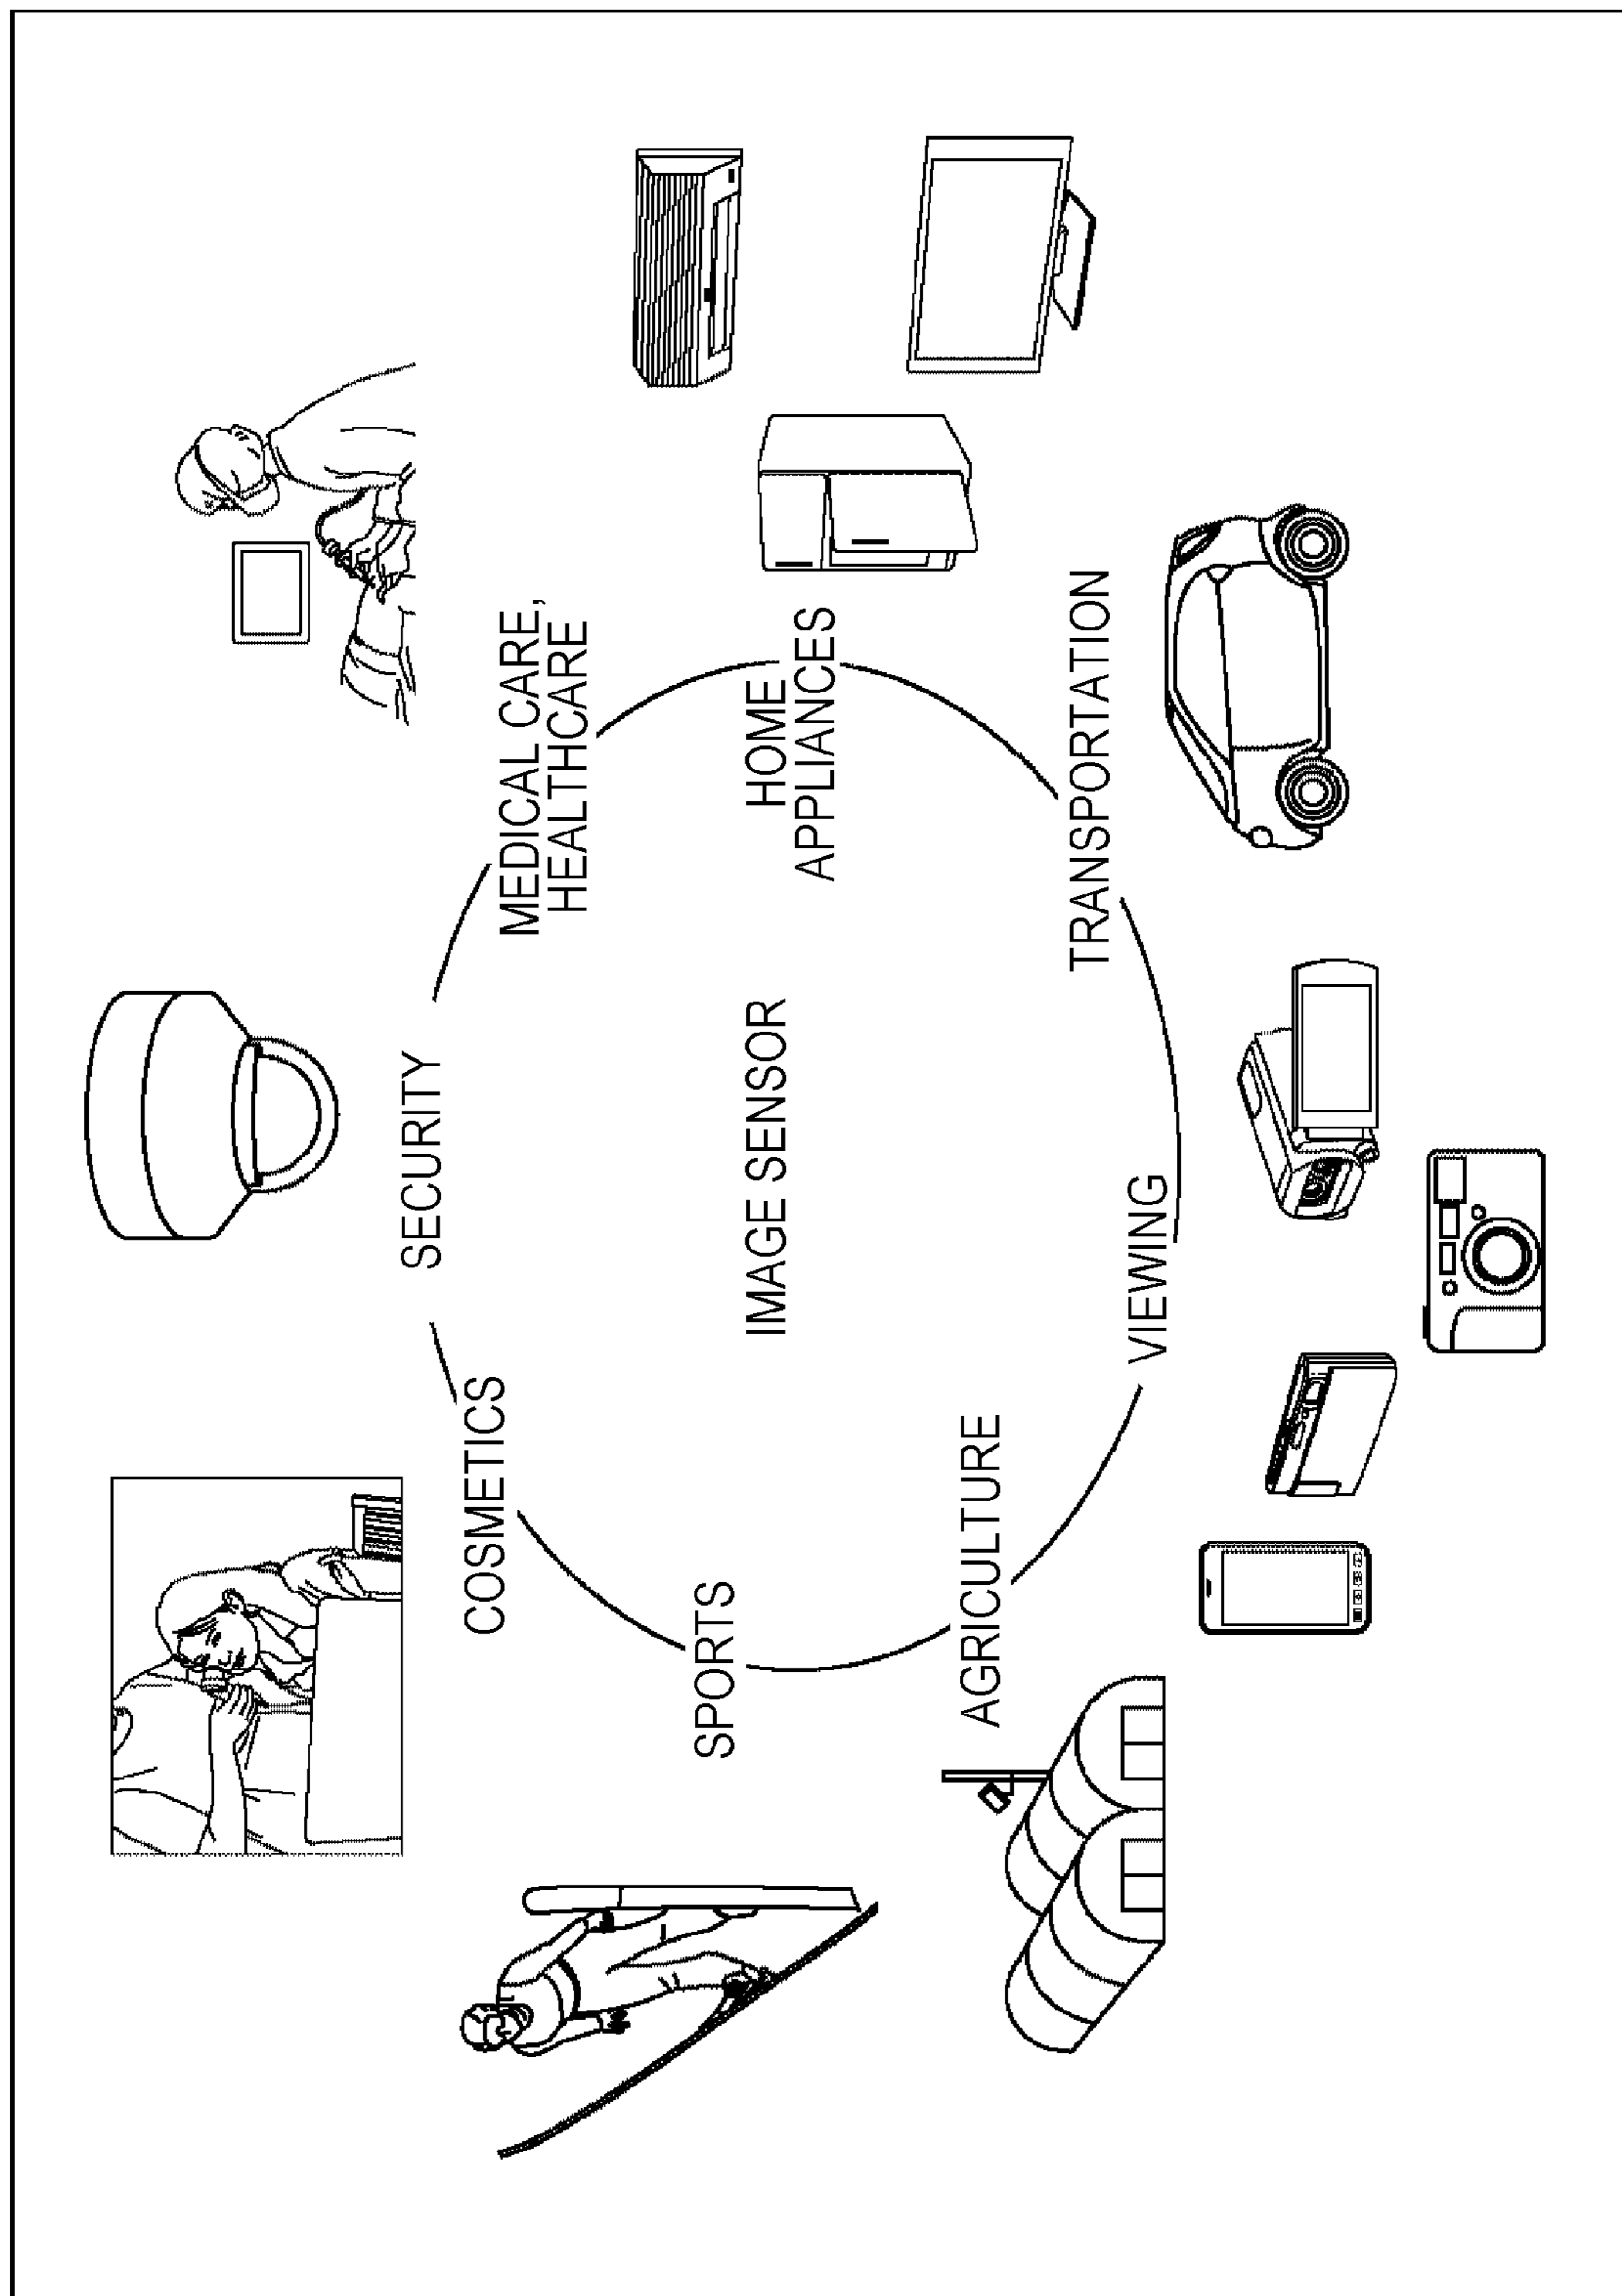 SECURITY
COSMETICS
MEDICAL CARE,
HEALTHCARE
SPORTS
IMAGE SENSOR
HOME
APPLIANCES
AGRICULTURE
TRANSPORTATION
VIEWING